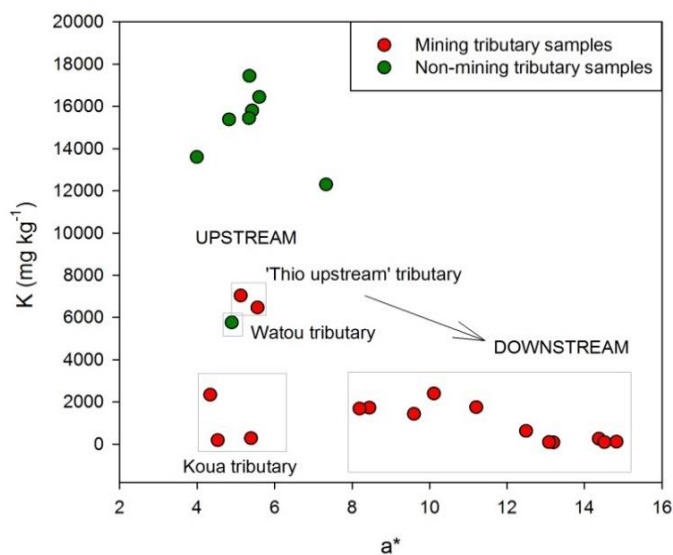 Mining tributary samples
Non-mining tributary samples
20000
18000
16000
14000
12000
10000
8000
6000
4000
2000
0
K (mg kg⁻¹)
UPSTREAM
'Thio upstream' tributary
Watou tributary
DOWNSTREAM
Koua tributary
2 4 6 8 10 12 14 16
a*